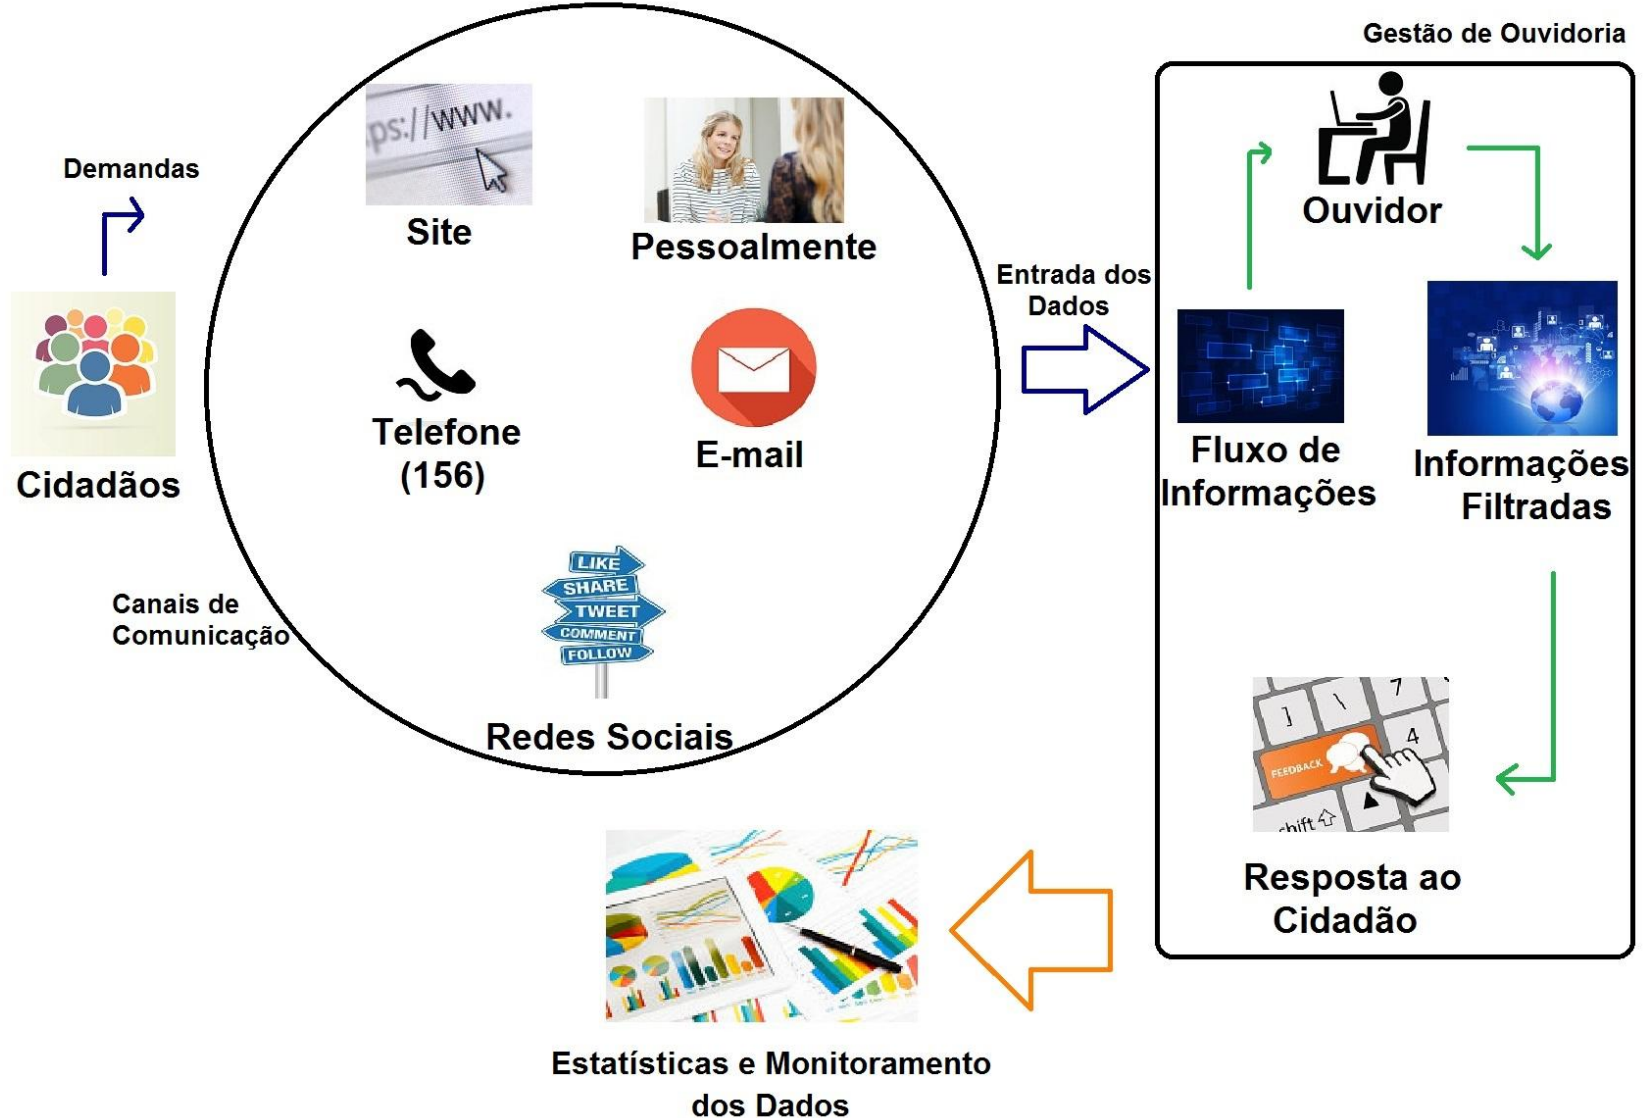 Gestão de Ouvidoria
ps://www.
Demandas
Site
Pessoalmente
Ouvidor
Entrada dos
Dados
Telefone
(156)
E-mail
Cidadãos
Fluxo de
Informações
Informações
Filtradas
LIKE
SHARE
TWEET
COMMENT
FOLLOW
Canais de
Comunicação
Redes Sociais
] \ 7
4
FEEDBACK
shift
Resposta ao
Cidadão
Estatísticas e Monitoramento
dos Dados